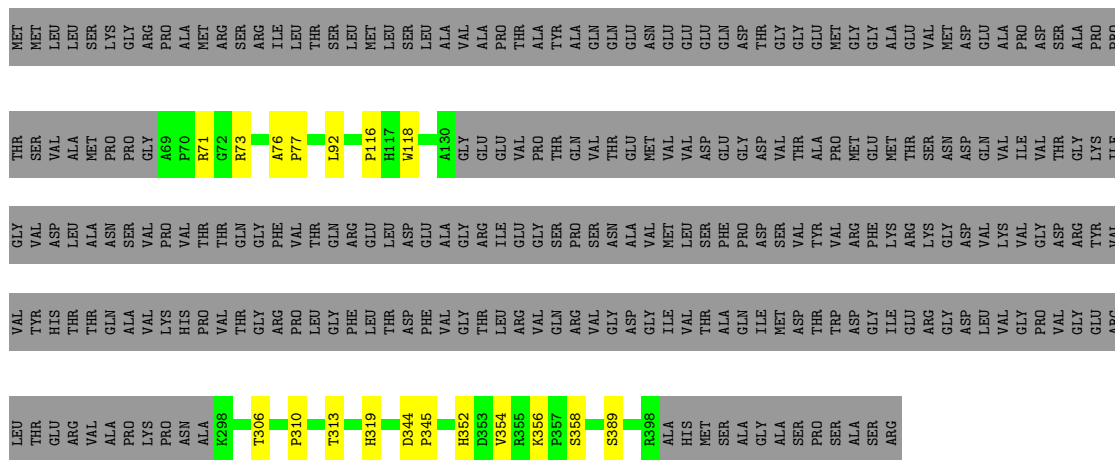 MET MET LEU LEU SER LYS GLY ARG PRO ALA MET ARG SER ARG ILE LEU THR SER LEU MET LEU SER LEU ALA VAL ALA PRO THR ALA TYR ALA GLN GLN GLU ASN GLU GLU GLU GLN ASP THR GLY GLY GLU MET GLY GLY ALA GLU VAL MET ASP GLU ALA PRO ASP SER ALA PRO PRO
THR SER VAL ALA MET PRO PRO GLY A69 P70 R71 G72 R73 A76 P77 L92 P116 H117 W118 A130 GLY GLU GLU VAL PRO THR GLN VAL THR GLU MET VAL VAL ASP GLU GLY ASP VAL THR ALA PRO MET GLU MET THR SER ASN ASP GLN VAL ILE VAL THR GLY LYS ILE
GLY VAL ASP LEU ALA ASN SER VAL PRO VAL THR THR GLN GLY PHE VAL THR GLN ARG GLU LEU ASP GLU ALA GLY ARG ILE GLU GLY SER PRO SER ASN ALA VAL MET LEU SER PHE PRO ASP SER VAL TYR VAL ARG PHE LYS ARG LYS GLY ASP VAL LYS VAL GLY ASP ARG TYR VAL
VAL TYR HIS THR THR GLN ALA VAL LYS HIS PRO VAL THR GLY ARG PRO LEU GLY PHE LEU THR ASP PHE VAL GLY THR LEU ARG VAL GLN ARG VAL GLY ASP GLY ILE VAL THR ALA GLN ILE MET ASP THR TRP ASP GLY ILE GLU ARG GLY ASP LEU VAL GLY PRO VAL GLY GLU ARG
LEU THR GLU ARG VAL ALA PRO LYS PRO ASN ALA K298 T306 P310 T313 H319 D344 P345 H352 D353 V354 R355 K356 P357 S358 S389 R398 ALA HIS MET SER ALA GLY ALA SER PRO SER ALA SER ARG